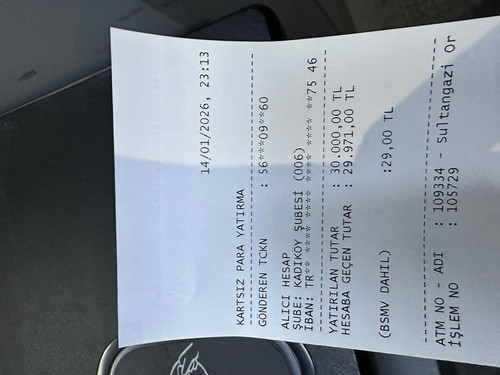 14/01/2026, 23:13
KARTSIZ PARA YATIRMA
GÖNDEREN TCKN : 56***09**60
ALICI HESAP
ŞUBE: KADIKÖY ŞUBESİ (006)
IBAN: TR** **** **** **** **** **75 46
YATIRILAN TUTAR : 30.000,00 TL
HESABA GEÇEN TUTAR : 29.971,00 TL
:29,00 TL
(BSMV DAHIL)
ATM NO - ADI : 109334 - Sultangazi Or
İŞLEM NO : 105729